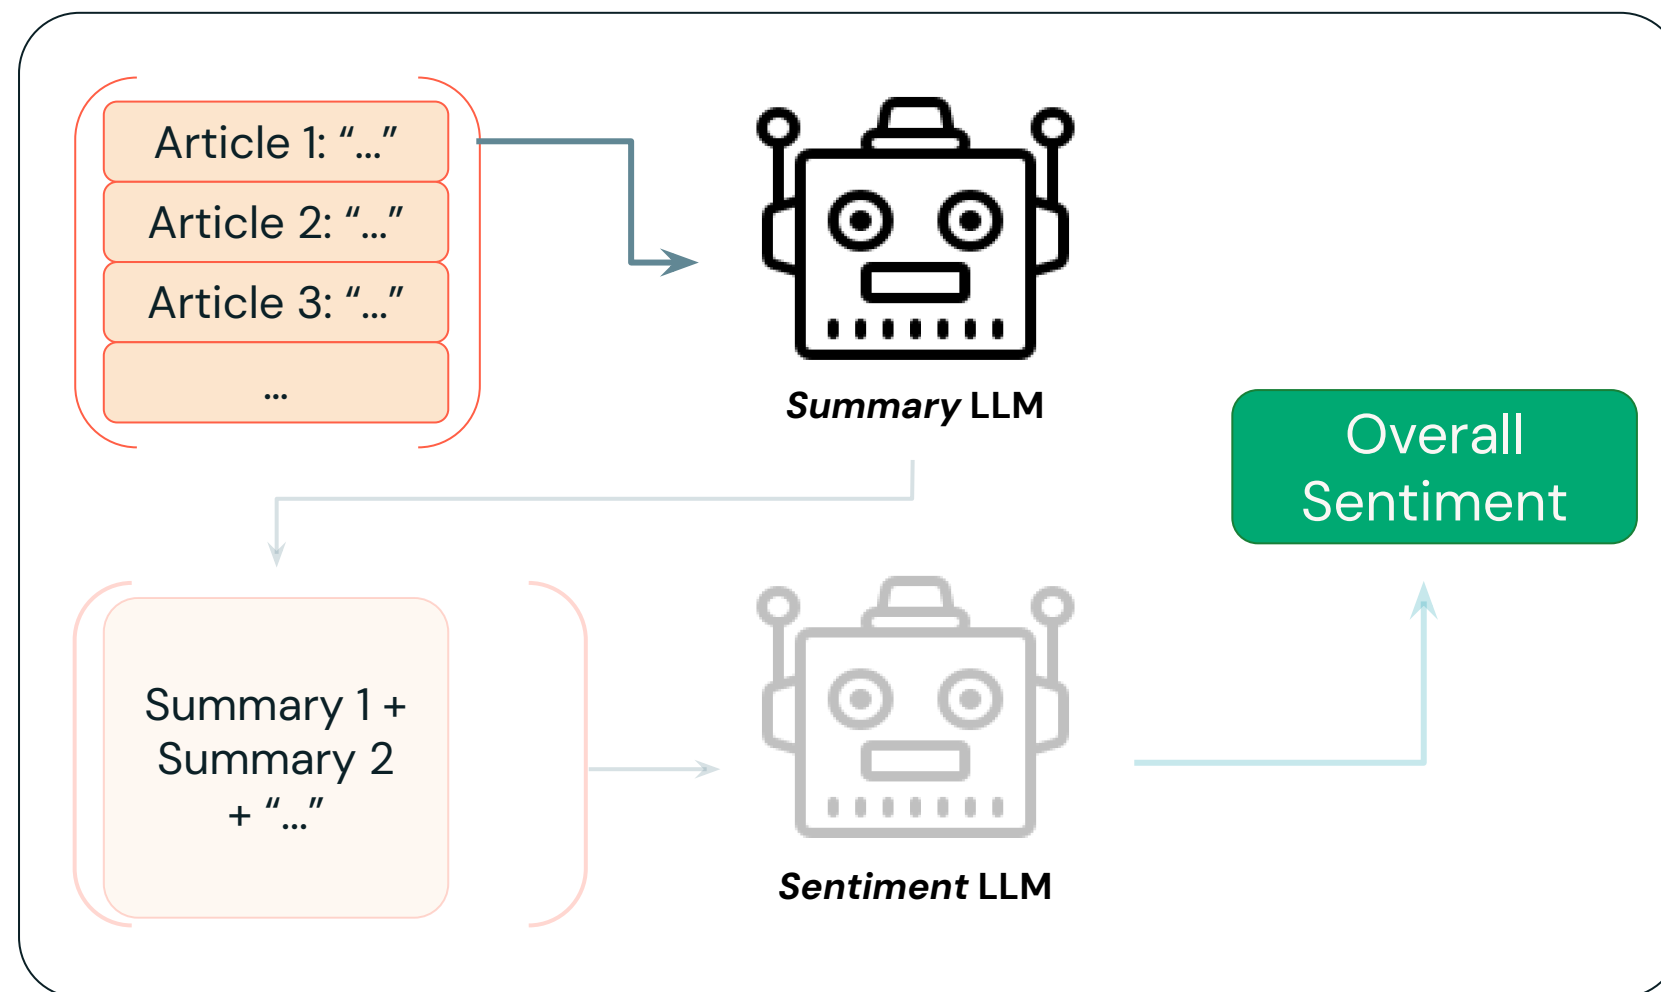 Article 1: “…”
Article 2: “…”
Article 3: “…”
…
Summary LLM
Overall
Sentiment
Summary 1 +
Summary 2
+ “…”
Sentiment LLM